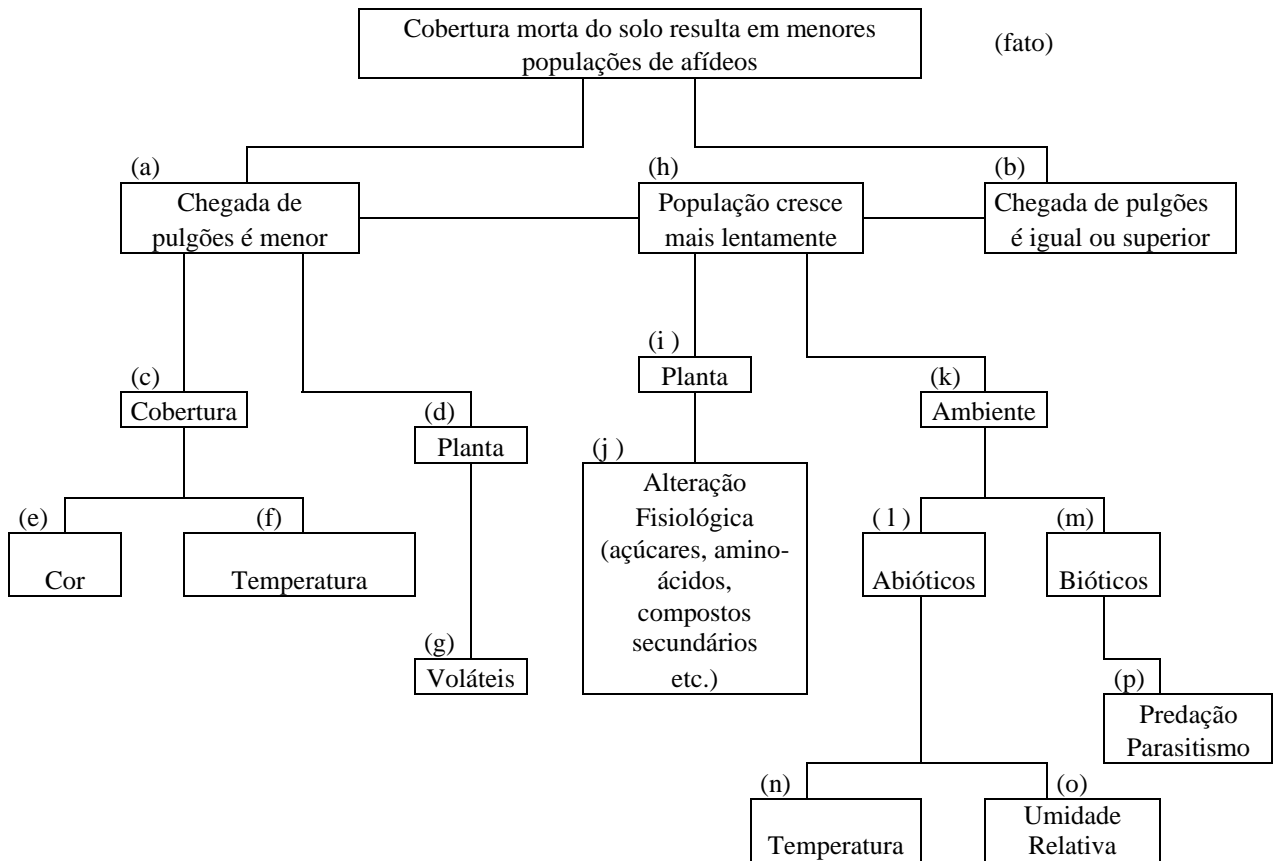 Cobertura morta do solo resulta em menores
populações de afídeos
(fato)
(a)
Chegada de
pulgões é menor
(h)
População cresce
mais lentamente
(b)
Chegada de pulgões
é igual ou superior
(c)
Cobertura
(d)
Planta
(i )
Planta
(k)
Ambiente
(e)
Cor
(f)
Temperatura
(g)
Voláteis
(j )
Alteração
Fisiológica
(açúcares, amino-
ácidos,
compostos
secundários
etc.)
( l )
Abióticos
(m)
Bióticos
(p)
Predação
Parasitismo
(n)
Temperatura
(o)
Umidade
Relativa